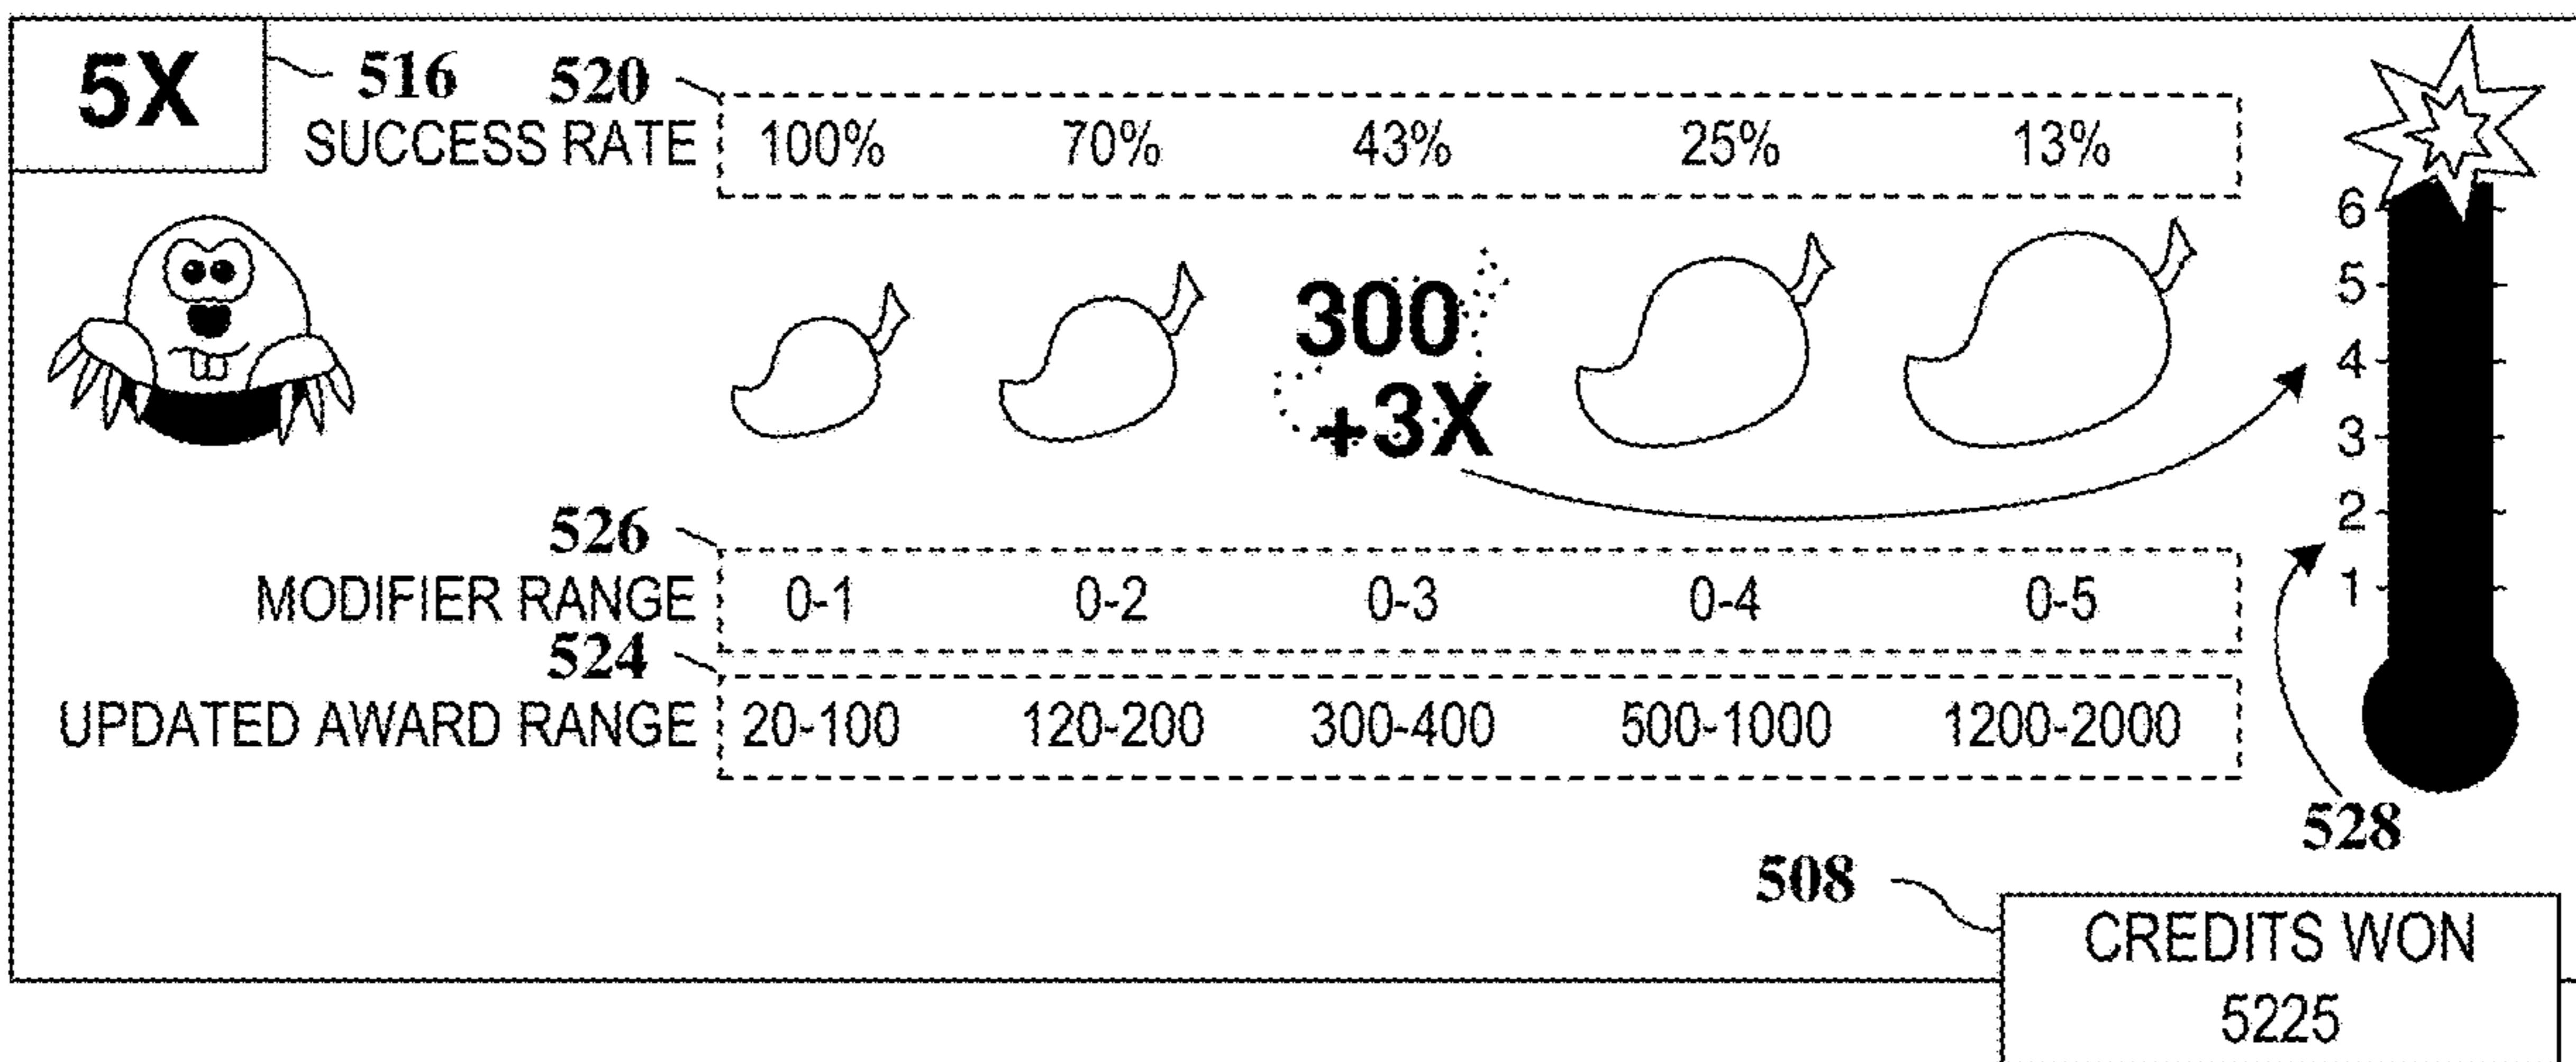 5X
516
520
SUCCESS RATE 100% 70% 43% 25% 13%
300
+3X
6
5
4
3
2
1
526
MODIFIER RANGE 0-1 0-2 0-3 0-4 0-5
524
UPDATED AWARD RANGE 20-100 120-200 300-400 500-1000 1200-2000
528
508
CREDITS WON
5225